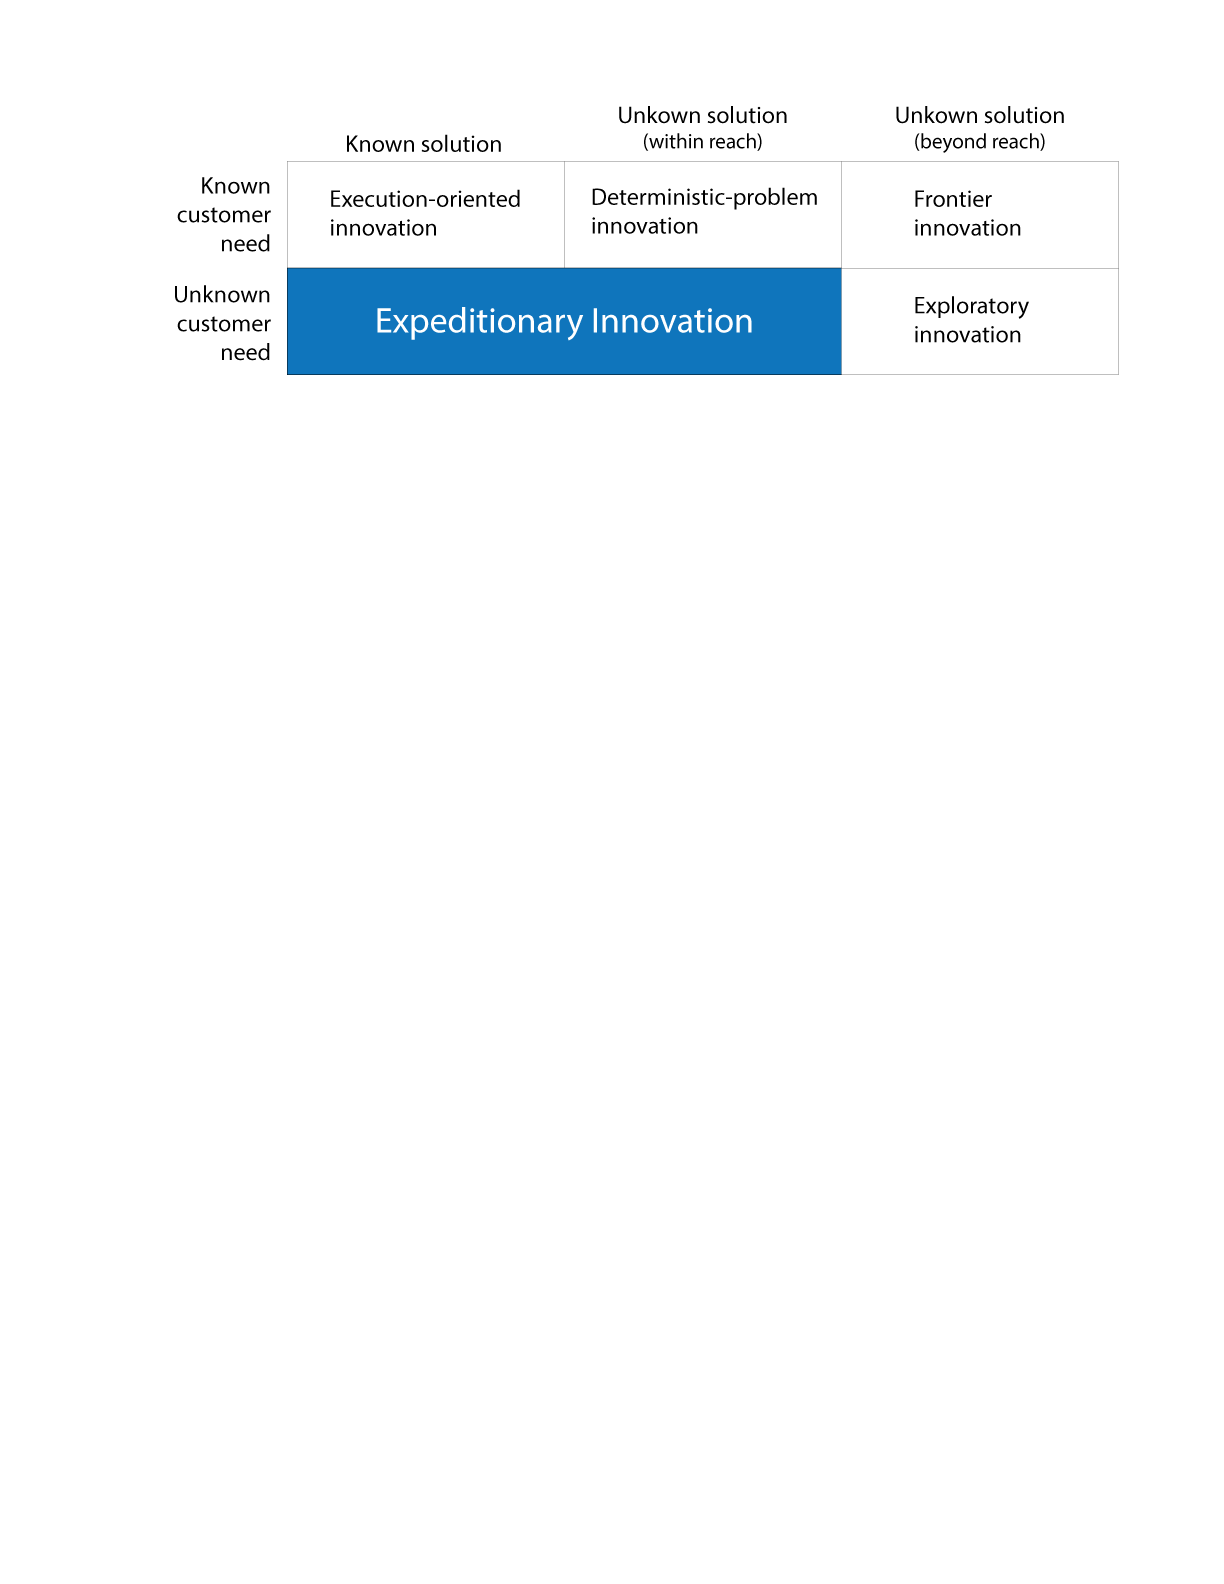 Unkown solution
(within reach)
Unkown solution
(beyond reach)
Known solution
Known
customer
need
Execution-oriented
innovation
Deterministic-problem
innovation
Frontier
innovation
Unknown
customer
need
Expeditionary Innovation
Exploratory
innovation